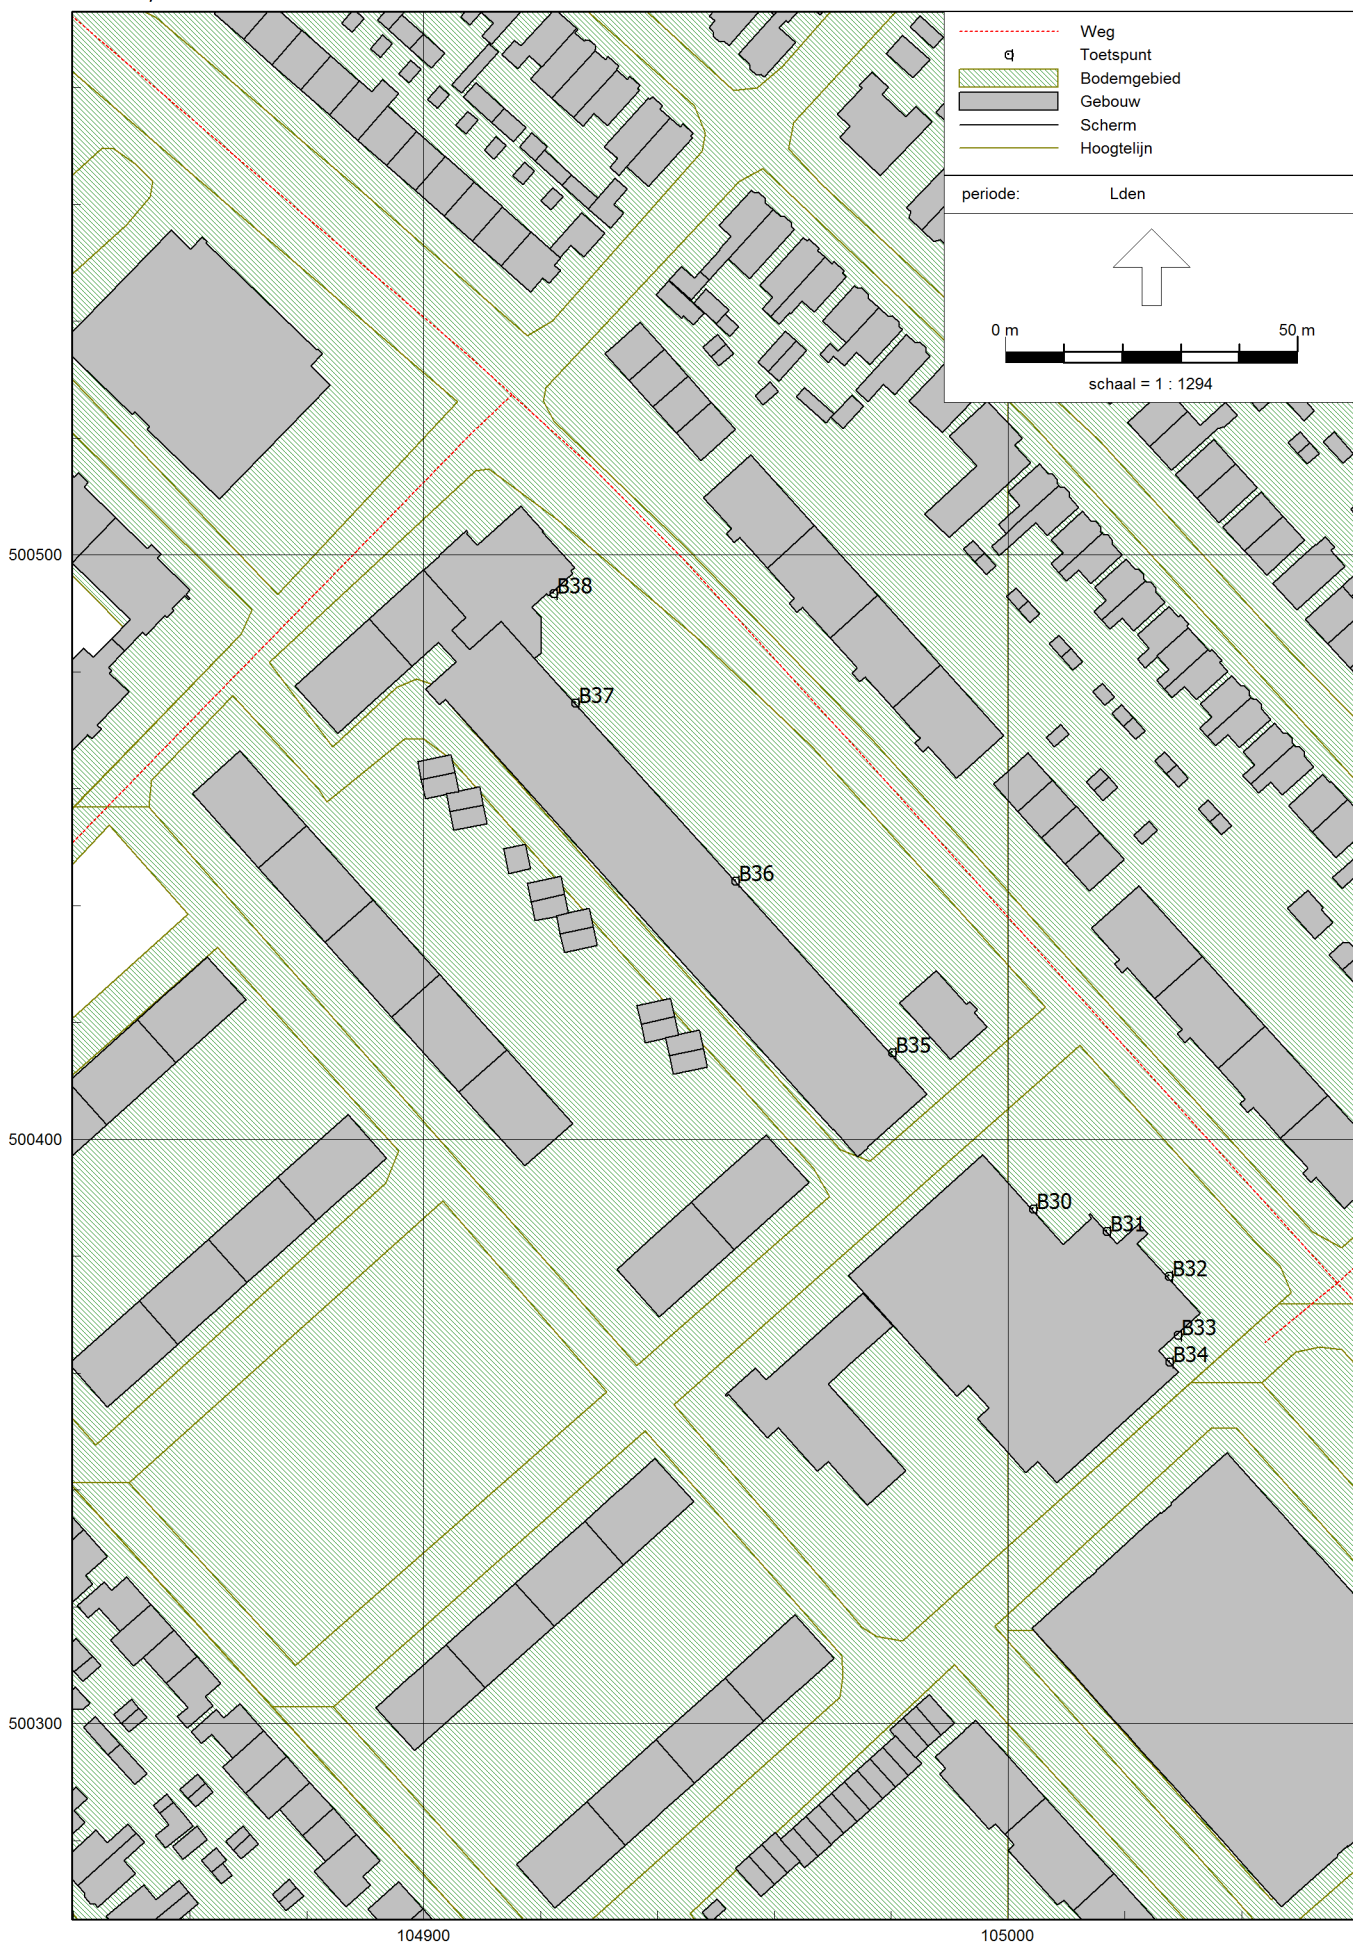 Weg
Toetspunt
Bodemgebied
Gebouw
Scherm
Hoogtelijn
periode: Lden
0 m 50 m
schaal = 1 : 1294
500500
B38
B37
B36
B35
500400
B30
B31
B32
B33
B34
500300
104900 105000